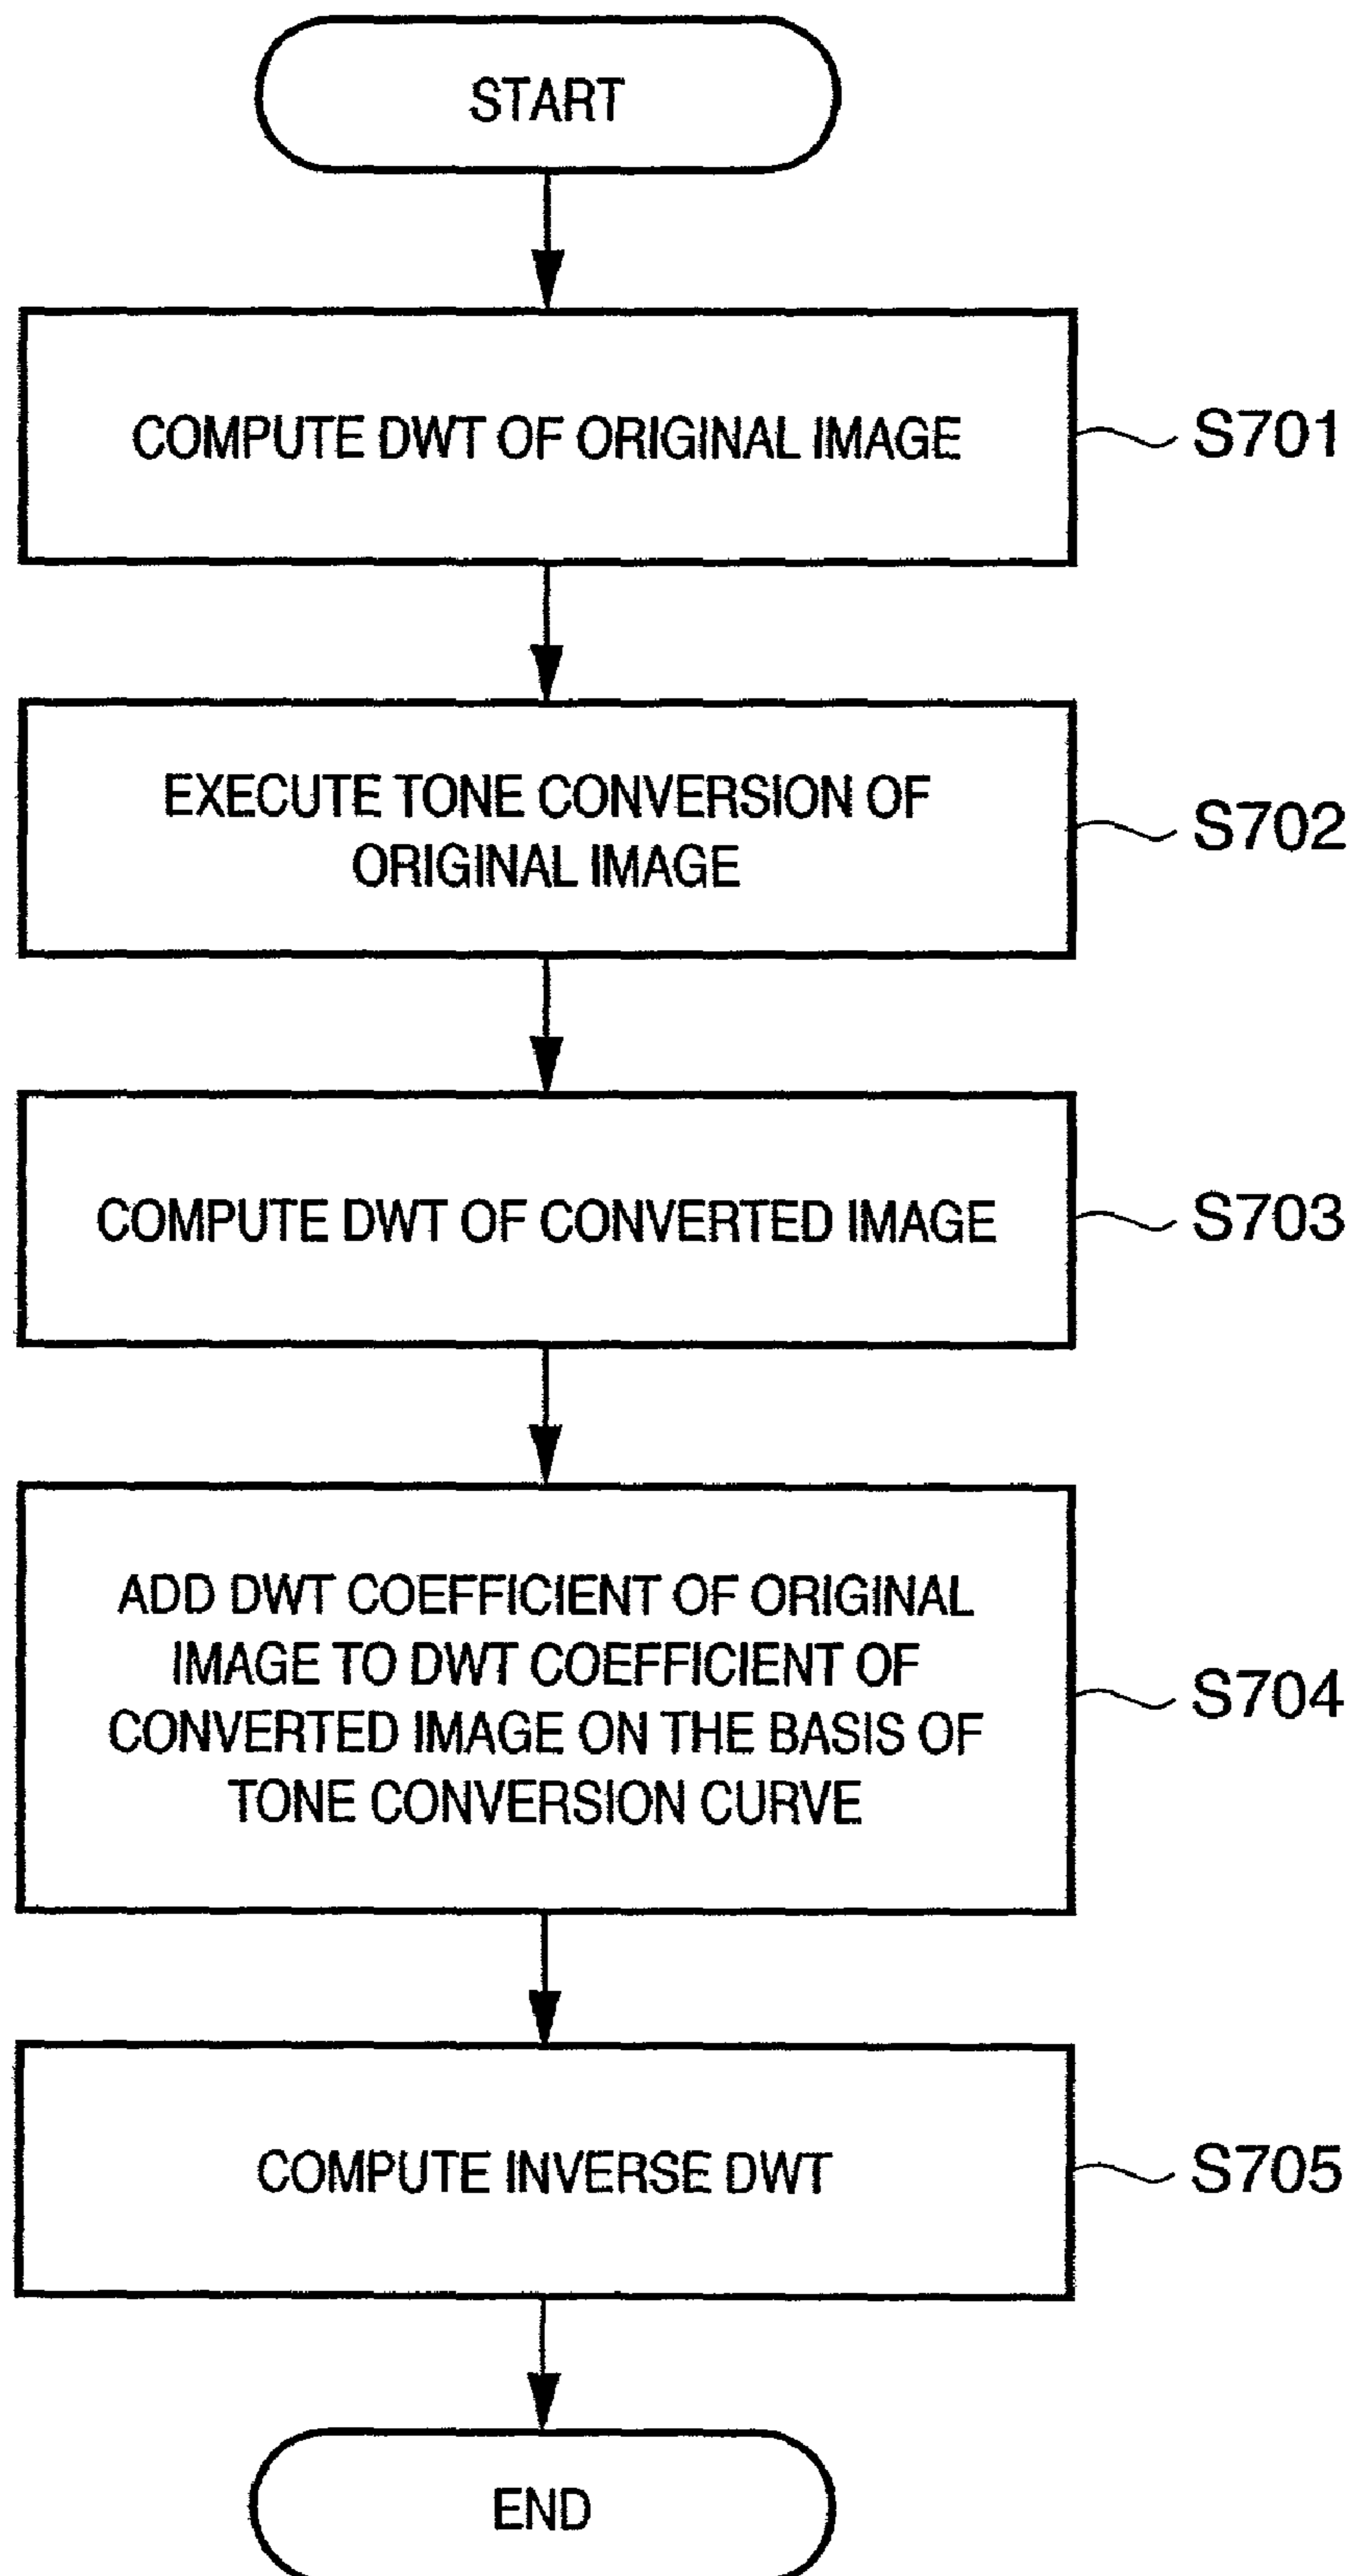 START
COMPUTE DWT OF ORIGINAL IMAGE
S701
EXECUTE TONE CONVERSION OF
ORIGINAL IMAGE
S702
COMPUTE DWT OF CONVERTED IMAGE
S703
ADD DWT COEFFICIENT OF ORIGINAL
IMAGE TO DWT COEFFICIENT OF
CONVERTED IMAGE ON THE BASIS OF
TONE CONVERSION CURVE
S704
COMPUTE INVERSE DWT
S705
END